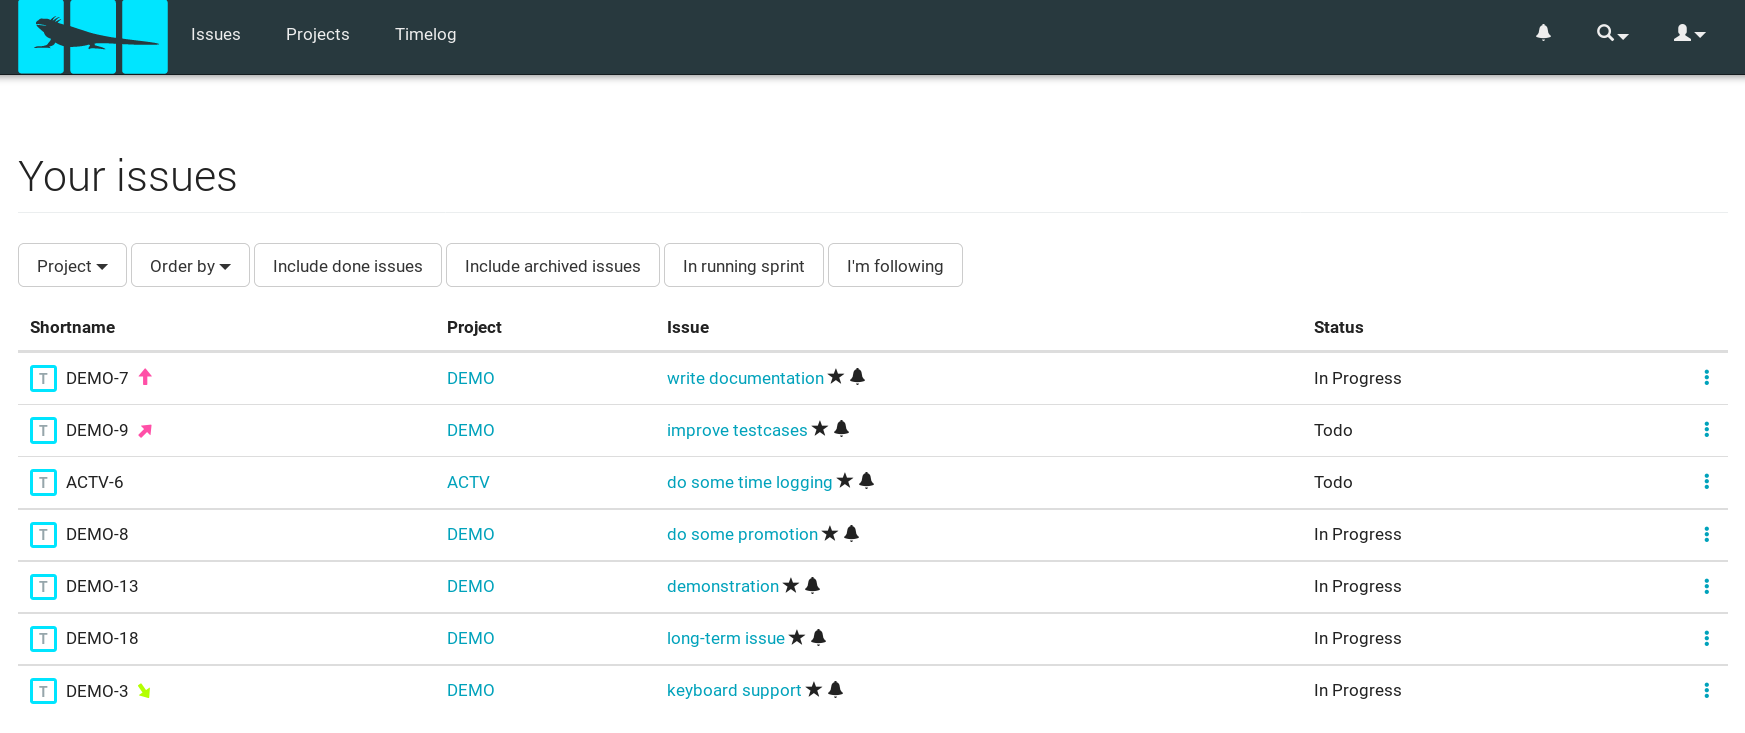 Issues Projects Timelog
Your issues
Project Order by Include done issues Include archived issues In running sprint I'm following
Shortname Project Issue Status
T DEMO-7 DEMO write documentation In Progress
T DEMO-9 DEMO improve testcases Todo
T ACTV-6 ACTV do some time logging Todo
T DEMO-8 DEMO do some promotion In Progress
T DEMO-13 DEMO demonstration In Progress
T DEMO-18 DEMO long-term issue In Progress
T DEMO-3 DEMO keyboard support In Progress